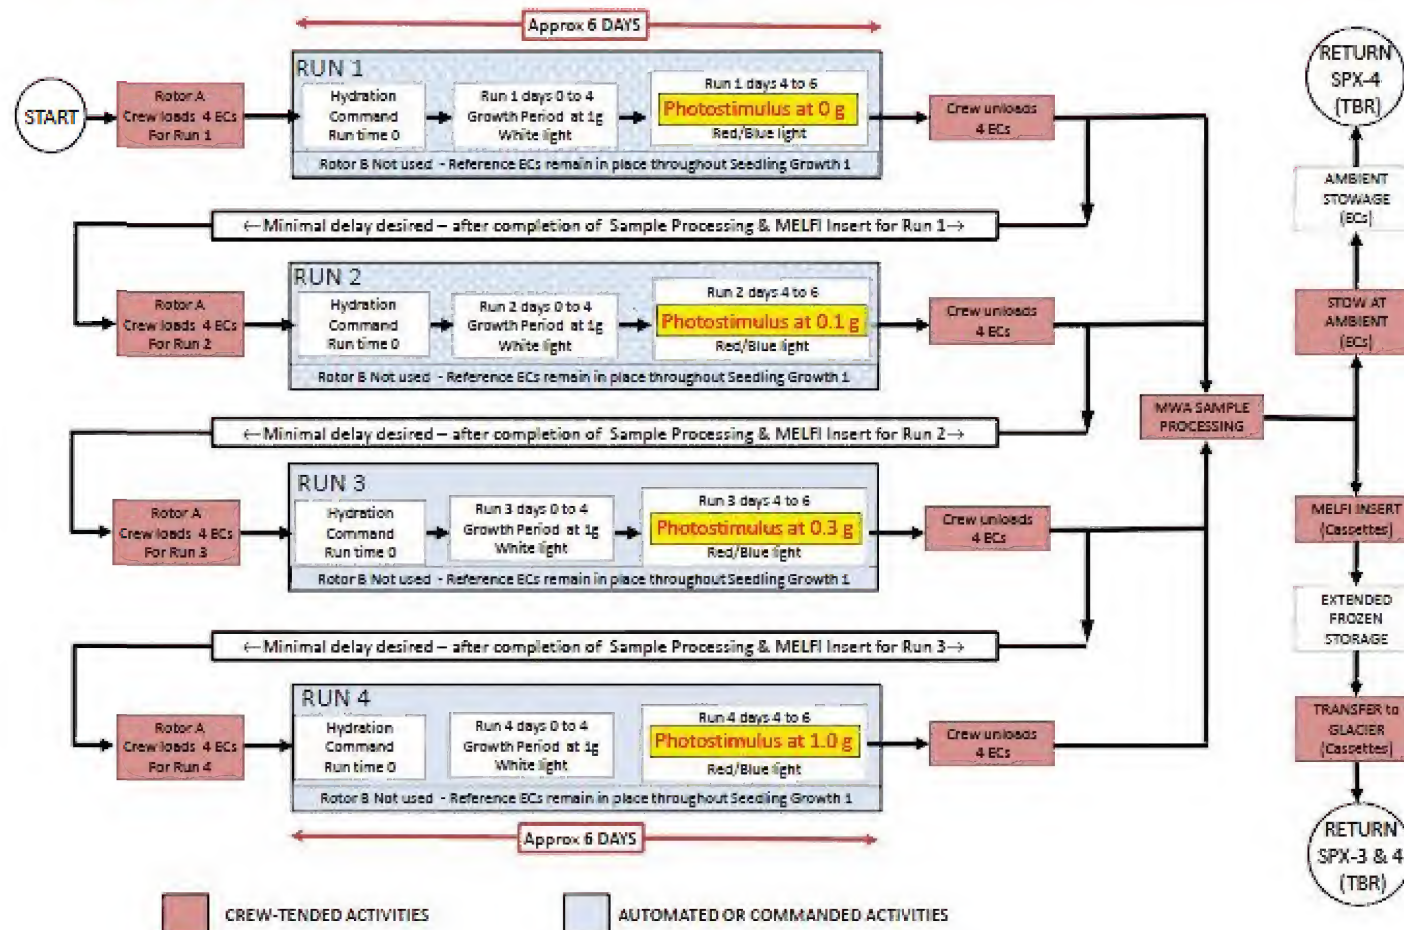 Approx 6 DAYS
START
Rotor A
Crew loads 4 ECs
For Run 1
RUN 1
Hydration
Command
Run time 0
Run 1 days 0 to 4
Growth Period at 1g
White light
Run 1 days 4 to 6
Photostimulus at 0 g
Red/Blue light
Rotor B Not used - Reference ECs remain in place throughout Seedling Growth 1
Crew unloads
4 ECs
←Minimal delay desired – after completion of Sample Processing & MELFI Insert for Run 1→
Rotor A
Crew loads 4 ECs
For Run 2
RUN 2
Hydration
Command
Run time 0
Run 2 days 0 to 4
Growth Period at 1g
White light
Run 2 days 4 to 6
Photostimulus at 0.1 g
Red/Blue light
Rotor B Not used - Reference ECs remain in place throughout Seedling Growth 1
Crew unloads
4 ECs
←Minimal delay desired – after completion of Sample Processing & MELFI Insert for Run 2→
Rotor A
Crew loads 4 ECs
For Run 3
RUN 3
Hydration
Command
Run time 0
Run 3 days 0 to 4
Growth Period at 1g
White light
Run 3 days 4 to 6
Photostimulus at 0.3 g
Red/Blue light
Rotor B Not used - Reference ECs remain in place throughout Seedling Growth 1
Crew unloads
4 ECs
←Minimal delay desired – after completion of Sample Processing & MELFI Insert for Run 3→
Rotor A
Crew loads 4 ECs
For Run 4
RUN 4
Hydration
Command
Run time 0
Run 4 days 0 to 4
Growth Period at 1g
White light
Run 4 days 4 to 6
Photostimulus at 1.0 g
Red/Blue light
Rotor B Not used - Reference ECs remain in place throughout Seedling Growth 1
Crew unloads
4 ECs
Approx 6 DAYS
MWA SAMPLE
PROCESSING
RETURN
SPX-4
(TBR)
AMBIENT
STOWAGE
(ECs)
STOW AT
AMBIENT
(ECs)
MELFI INSERT
(Cassettes)
EXTENDED
FROZEN
STORAGE
TRANSFER to
GLACIER
(Cassettes)
RETURN
SPX-3 & 4
(TBR)
CREW-TENDED ACTIVITIES
AUTOMATED OR COMMANDED ACTIVITIES